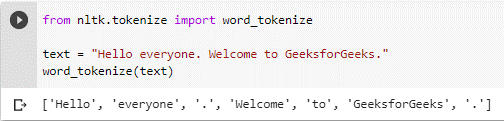 from nltk.tokenize import word_tokenize
text = "Hello everyone. Welcome to GeeksforGeeks."
word_tokenize(text)
['Hello', 'everyone', '.', 'Welcome', 'to', 'GeeksforGeeks', '.']